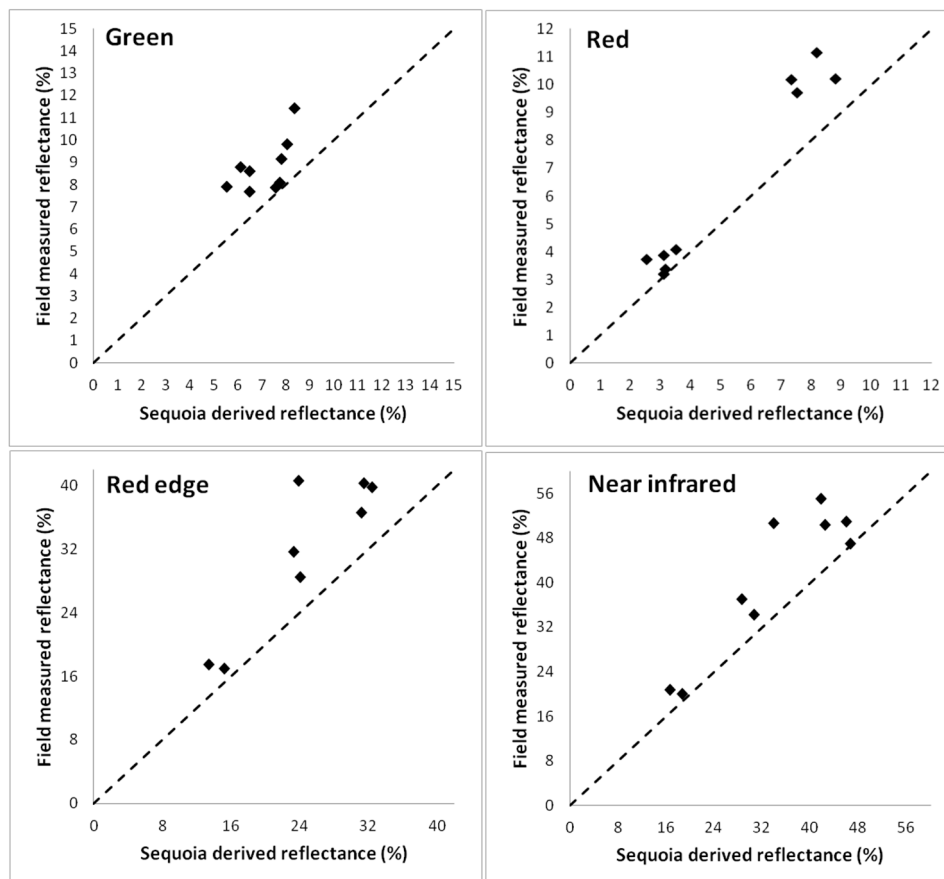 Green
15
14
13
12
11
10
9
8
7
6
5
4
3
2
1
0
Field measured reflectance (%)
0 1 2 3 4 5 6 7 8 9 10 11 12 13 14 15
Sequoia derived reflectance (%)
Red
12
11
10
9
8
7
6
5
4
3
2
1
0
Field measured reflectance (%)
0 1 2 3 4 5 6 7 8 9 10 11 12
Sequoia derived reflectance (%)
Red edge
40
32
24
16
8
0
Field measured reflectance (%)
0 8 16 24 32 40
Sequoia derived reflectance (%)
Near infrared
56
48
40
32
24
16
8
0
Field measured reflectance (%)
0 8 16 24 32 40 48 56
Sequoia derived reflectance (%)